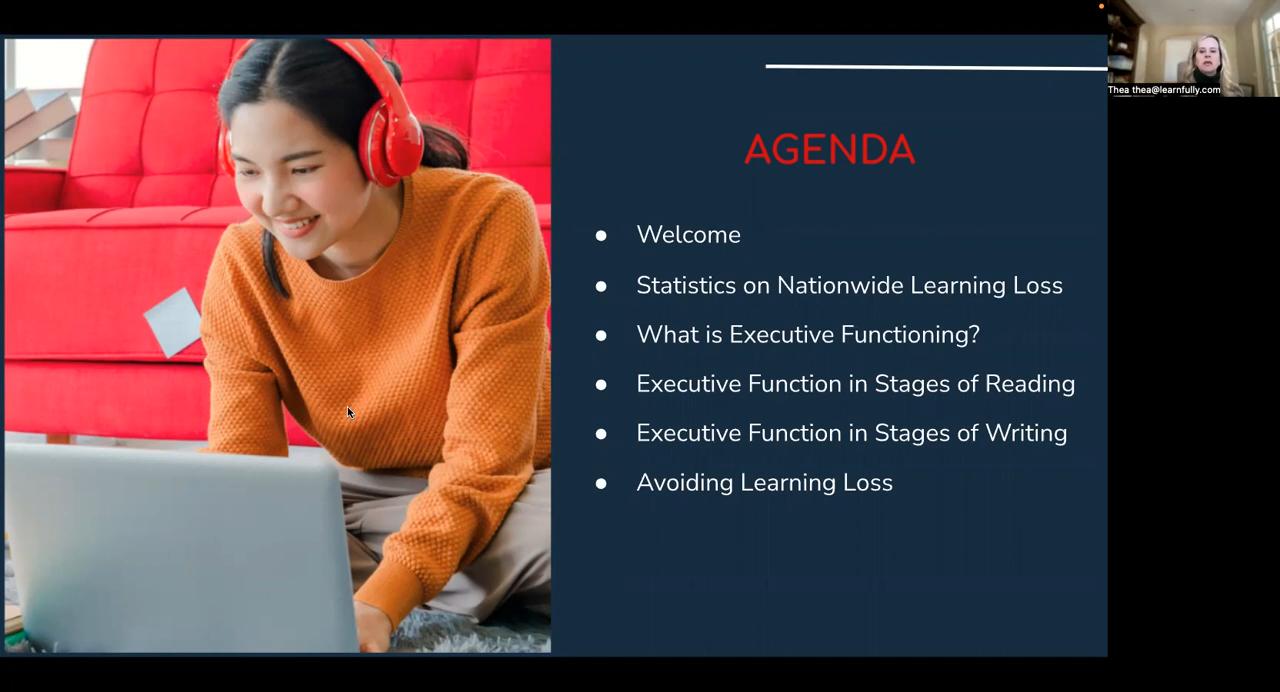 Thea thea@learnfully.com
AGENDA
● Welcome
● Statistics on Nationwide Learning Loss
● What is Executive Functioning?
● Executive Function in Stages of Reading
● Executive Function in Stages of Writing
● Avoiding Learning Loss